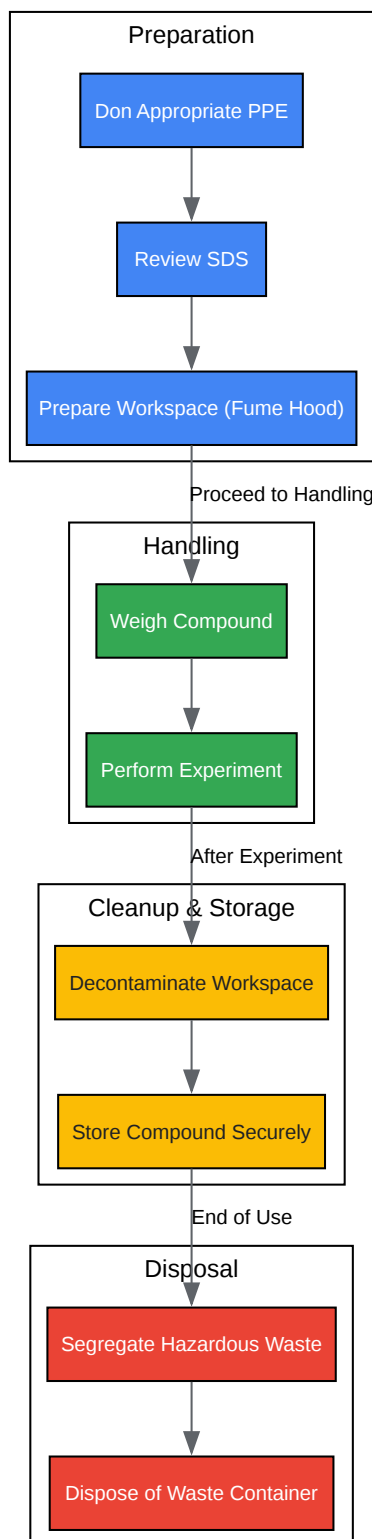 Preparation
Don Appropriate PPE
Review SDS
Prepare Workspace (Fume Hood)
Proceed to Handling
Handling
Weigh Compound
Perform Experiment
After Experiment
Cleanup & Storage
Decontaminate Workspace
Store Compound Securely
End of Use
Disposal
Segregate Hazardous Waste
Dispose of Waste Container